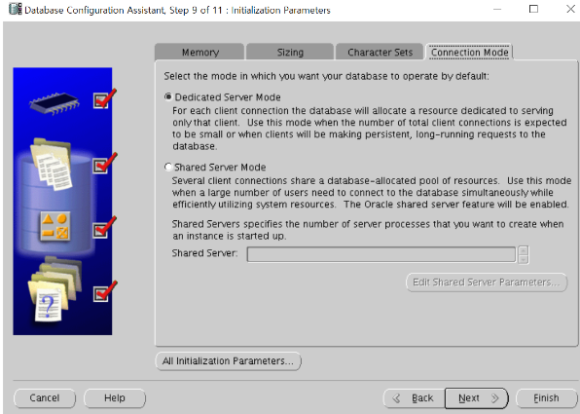 Database Configuration Assistant, Step 9 of 11 : Initialization Parameters
Memory
Sizing
Character Sets
Connection Mode
Select the mode in which you want your database to operate by default:
Dedicated Server Mode
For each client connection the database will allocate a resource dedicated to serving
only that client. Use this mode when the number of total client connections is expected
to be small or when clients will be making persistent, long-running requests to the
database.
Shared Server Mode
Several client connections share a database-allocated pool of resources. Use this mode
when a large number of users need to connect to the database simultaneously while
efficiently utilizing system resources. The Oracle shared server feature will be enabled.
Shared Servers specifies the number of server processes that you want to create when
an instance is started up.
Shared Server:
Edit Shared Server Parameters...
?
All Initialization Parameters...
Cancel
Help
Back
Next
Finish